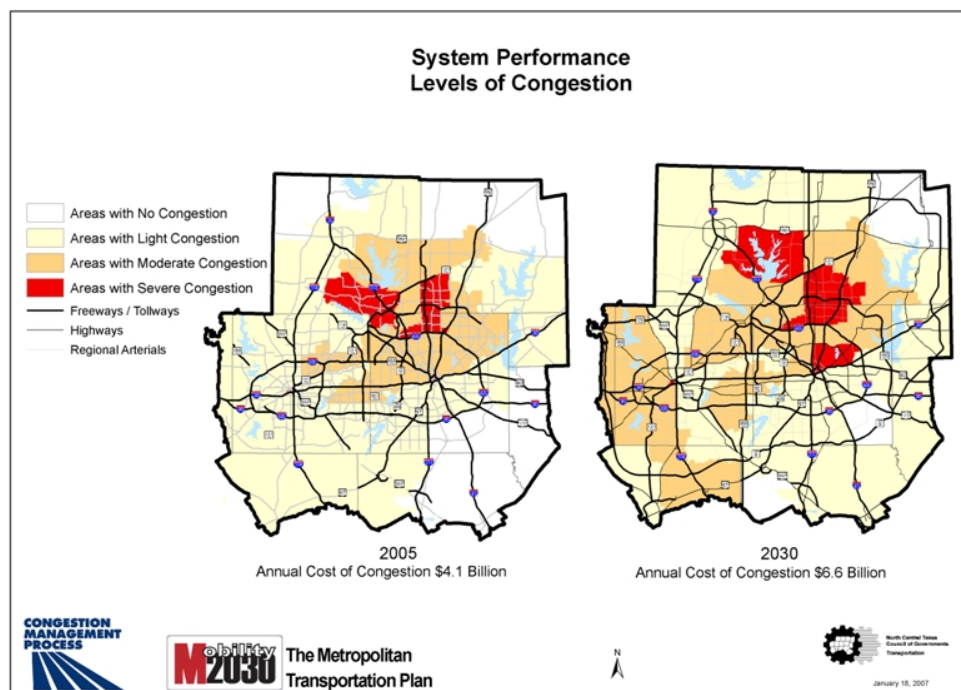 System Performance
Levels of Congestion
Areas with No Congestion
Areas with Light Congestion
Areas with Moderate Congestion
Areas with Severe Congestion
Freeways / Tollways
Highways
Regional Arterials
2005
Annual Cost of Congestion $4.1 Billion
2030
Annual Cost of Congestion $6.6 Billion
CONGESTION
MANAGEMENT
PROCESS
Mobility
2030
The Metropolitan
Transportation Plan
N
North Central Texas
Council of Governments
Transportation
January 18, 2007